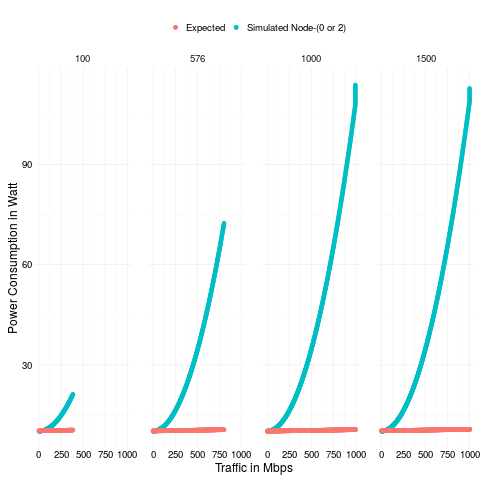 Expected Simulated Node-(0 or 2)
100 576 1000 1500
90
60
30
Power Consumption in Watt
0 250 500 750 1000 0 250 500 750 1000 0 250 500 750 1000 0 250 500 750 1000
Traffic in Mbps